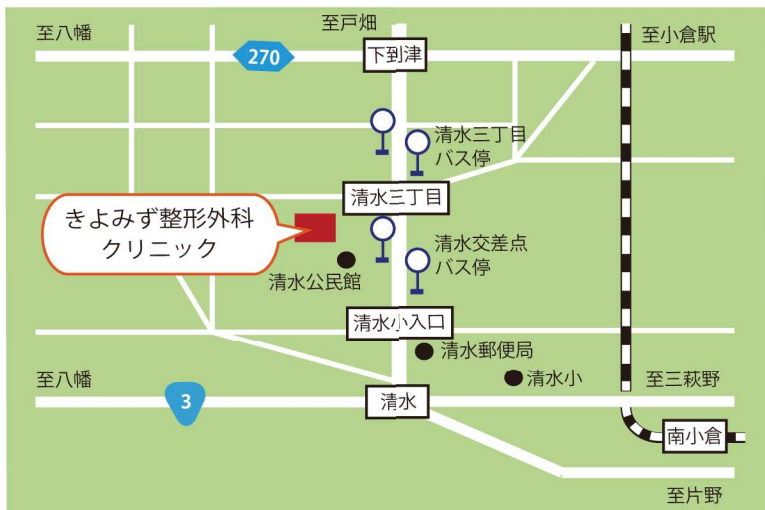 至戸畑
至八幡
270
下到津
至小倉駅
清水三丁目
バス停
清水三丁目
きよみず整形外科
クリニック
清水交差点
バス停
清水公民館
清水小入口
清水郵便局
至八幡
清水小
至三萩野
3
清水
南小倉
至片野